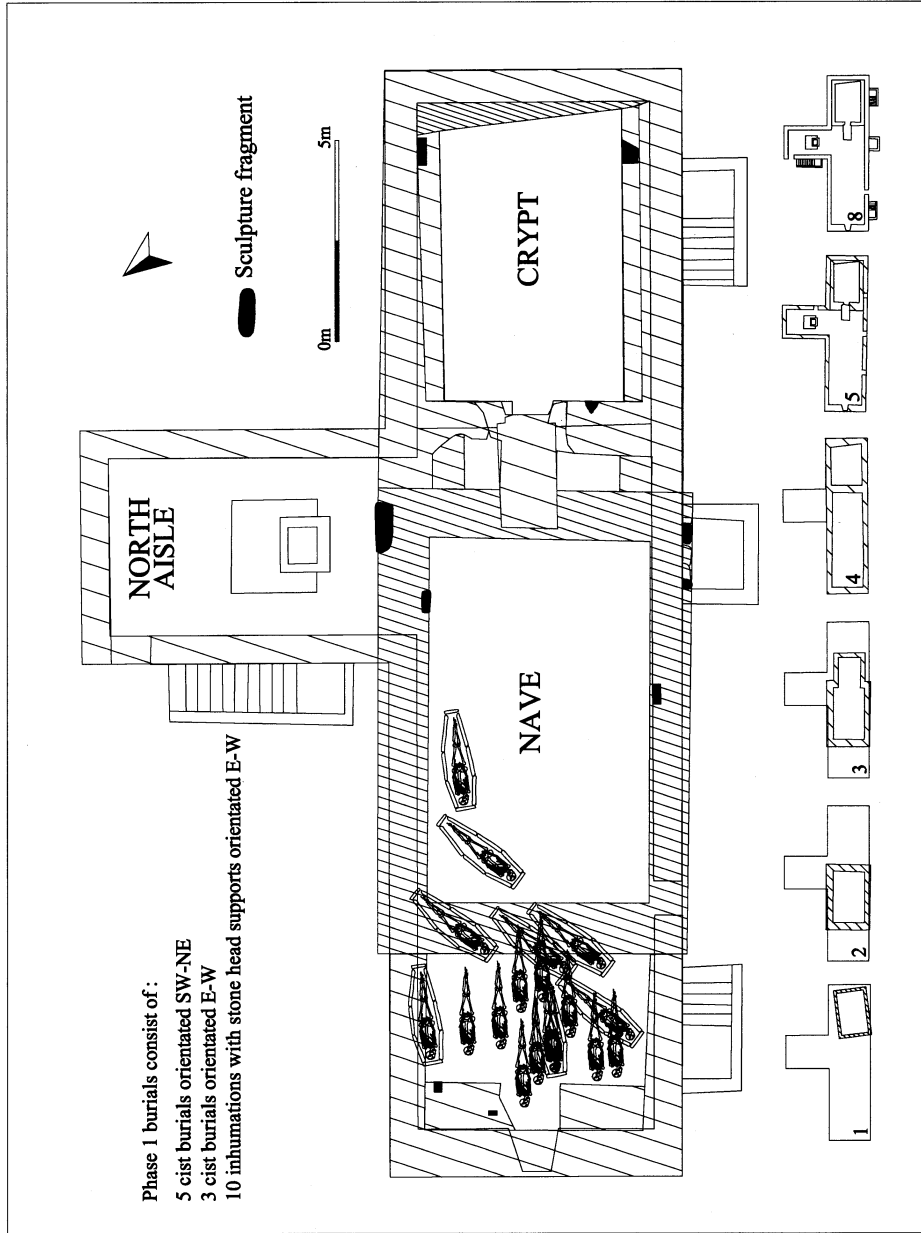 Phase 1 burials consist of :
5 cist burials orientated SW-NE
3 cist burials orientated E-W
10 inhumations with stone head supports orientated E-W
NORTH
AISLE
Sculpture fragment
0m 5m
NAVE
CRYPT
1 2 3 4 5 8